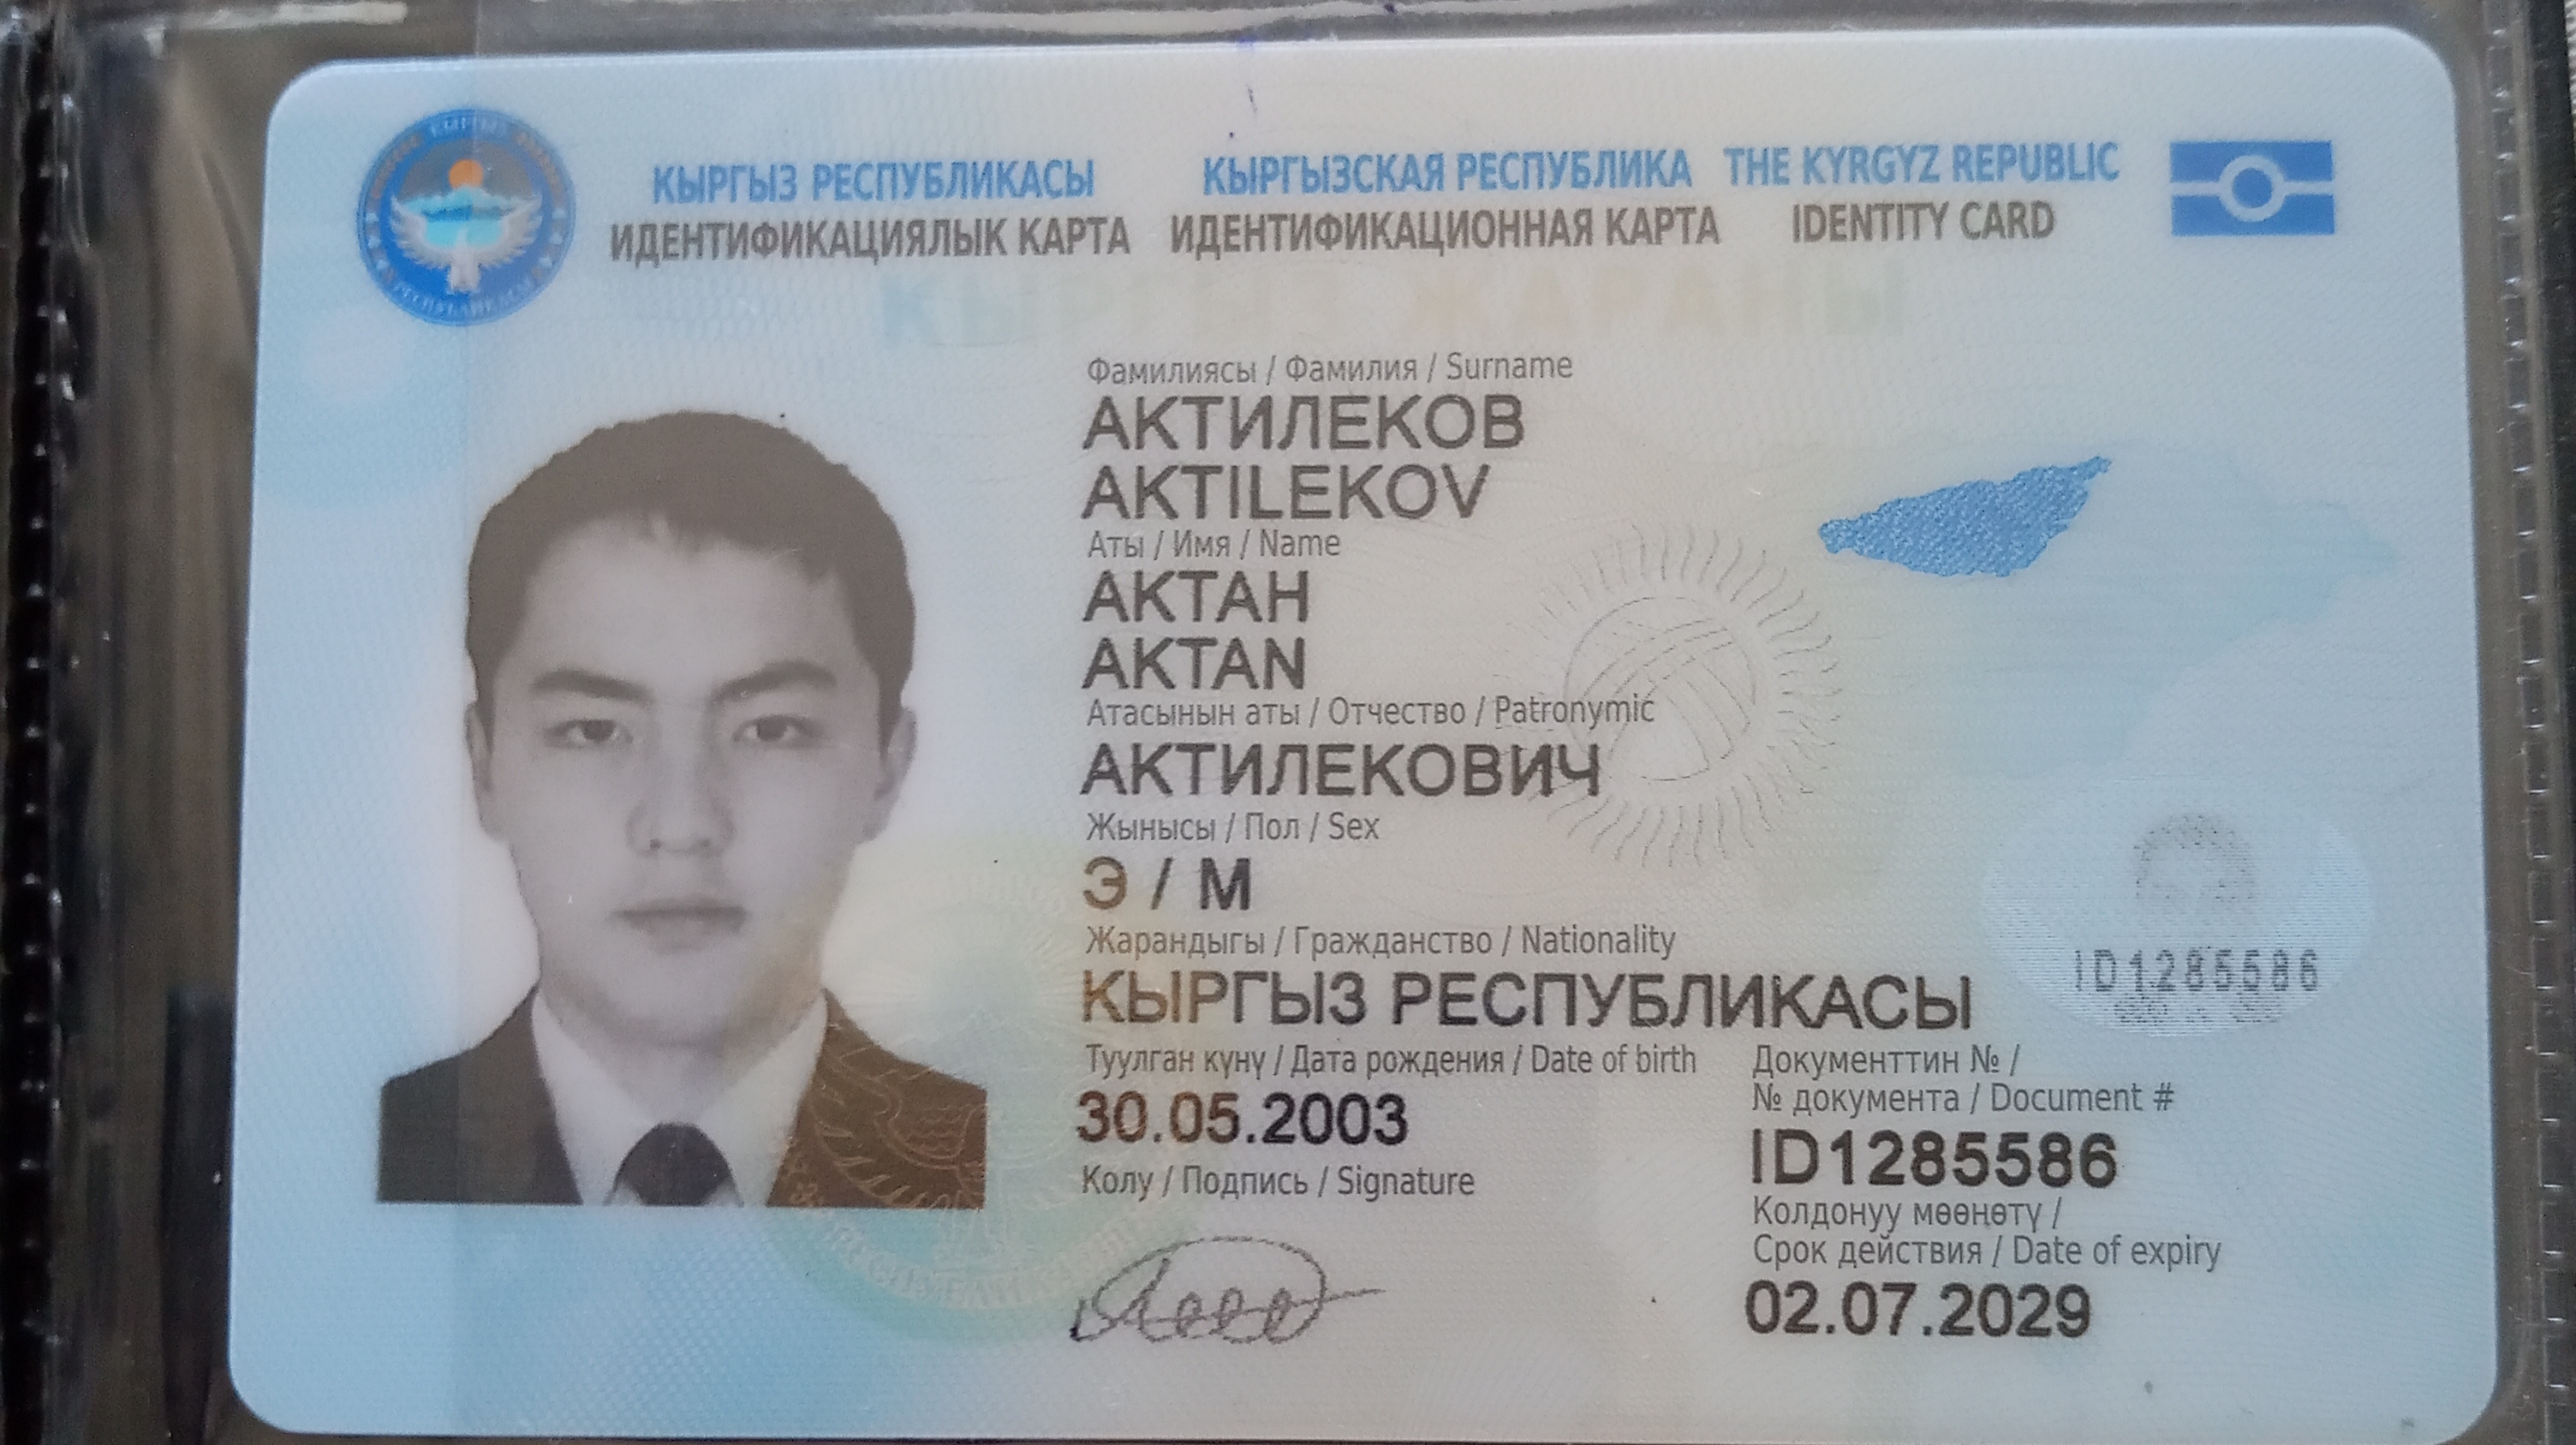 КЫРГЫЗ РЕСПУБЛИКАСЫ КЫРГЫЗСКАЯ РЕСПУБЛИКА THE KYRGYZ REPUBLIC
ИДЕНТИФИКАЦИЯЛЫК КАРТА ИДЕНТИФИКАЦИОННАЯ КАРТА IDENTITY CARD
Фамилиясы / Фамилия / Surname
АКТИЛЕКОВ
AKTILEKOV
Аты / Имя / Name
АКТАН
AKTAN
Атасынын аты / Отчество / Patronymic
АКТИЛЕКОВИЧ
Жынысы / Пол / Sex
Э / М
Жарандыгы / Гражданство / Nationality
КЫРГЫЗ РЕСПУБЛИКАСЫ
ID1285586
Туулган күнү / Дата рождения / Date of birth
30.05.2003
Колу / Подпись / Signature
Документтин № /
№ документа / Document #
ID1285586
Колдонуу мөөнөтү /
Срок действия / Date of expiry
02.07.2029